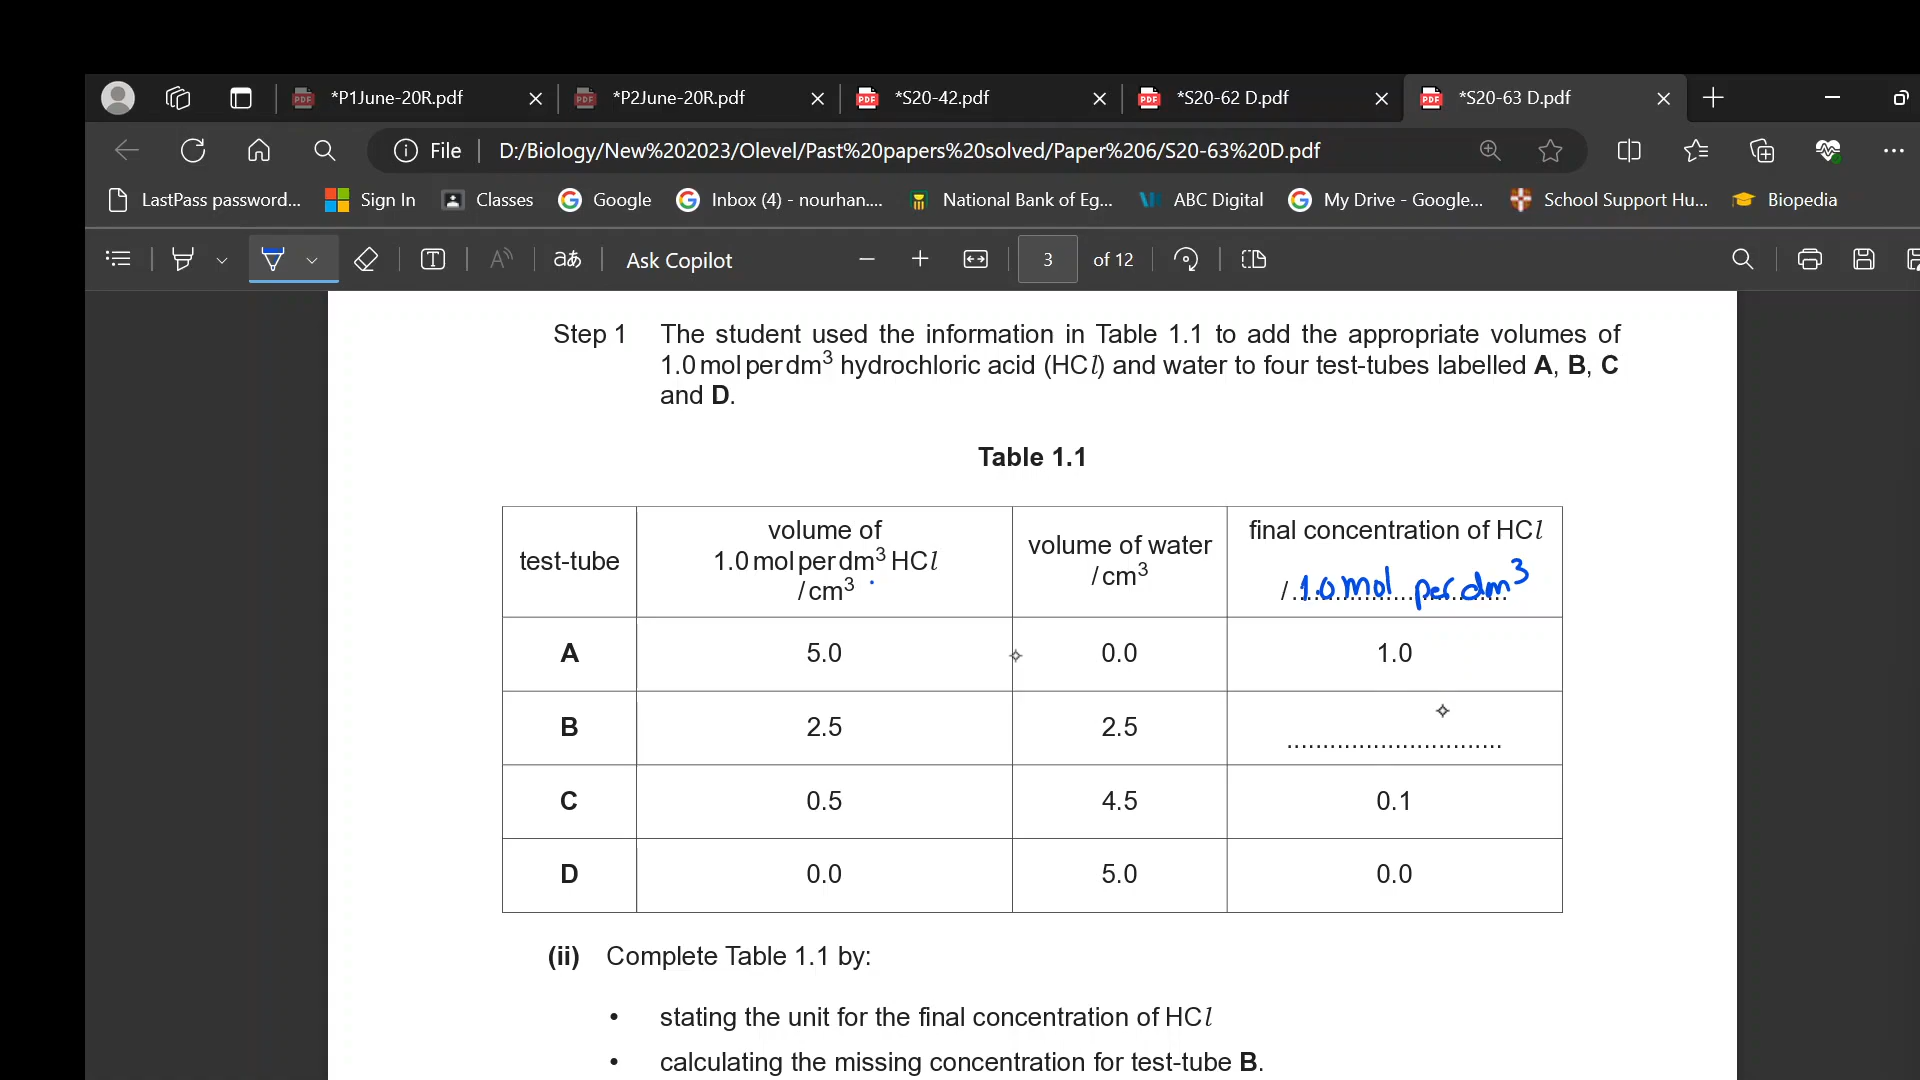 *P1June-20R.pdf
*P2June-20R.pdf
*S20-42.pdf
*S20-62 D.pdf
*S20-63 D.pdf
File
D:/Biology/New%202023/Olevel/Past%20papers%20solved/Paper%206/S20-63%20D.pdf
LastPass password...
Sign In
Classes
Google
Inbox (4) - nourhan....
National Bank of Eg...
ABC Digital
My Drive - Google...
School Support Hu...
Biopedia
Ask Copilot
3
of 12
Step 1 The student used the information in Table 1.1 to add the appropriate volumes of
1.0 mol per dm³ hydrochloric acid (HCl) and water to four test-tubes labelled A, B, C
and D.
Table 1.1
test-tube
volume of
1.0 mol per dm³ HCl
/cm³
volume of water
/cm³
final concentration of HCl
/ 1.0 mol per dm³
A 5.0 0.0 1.0
B 2.5 2.5 ..............................
C 0.5 4.5 0.1
D 0.0 5.0 0.0
(ii) Complete Table 1.1 by:
• stating the unit for the final concentration of HCl
• calculating the missing concentration for test-tube B.